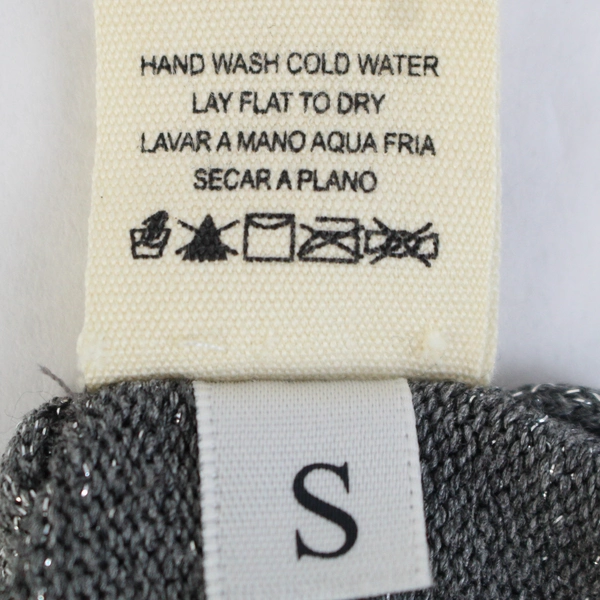 HAND WASH COLD WATER
LAY FLAT TO DRY
LAVAR A MANO AQUA FRIA
SECAR A PLANO
S